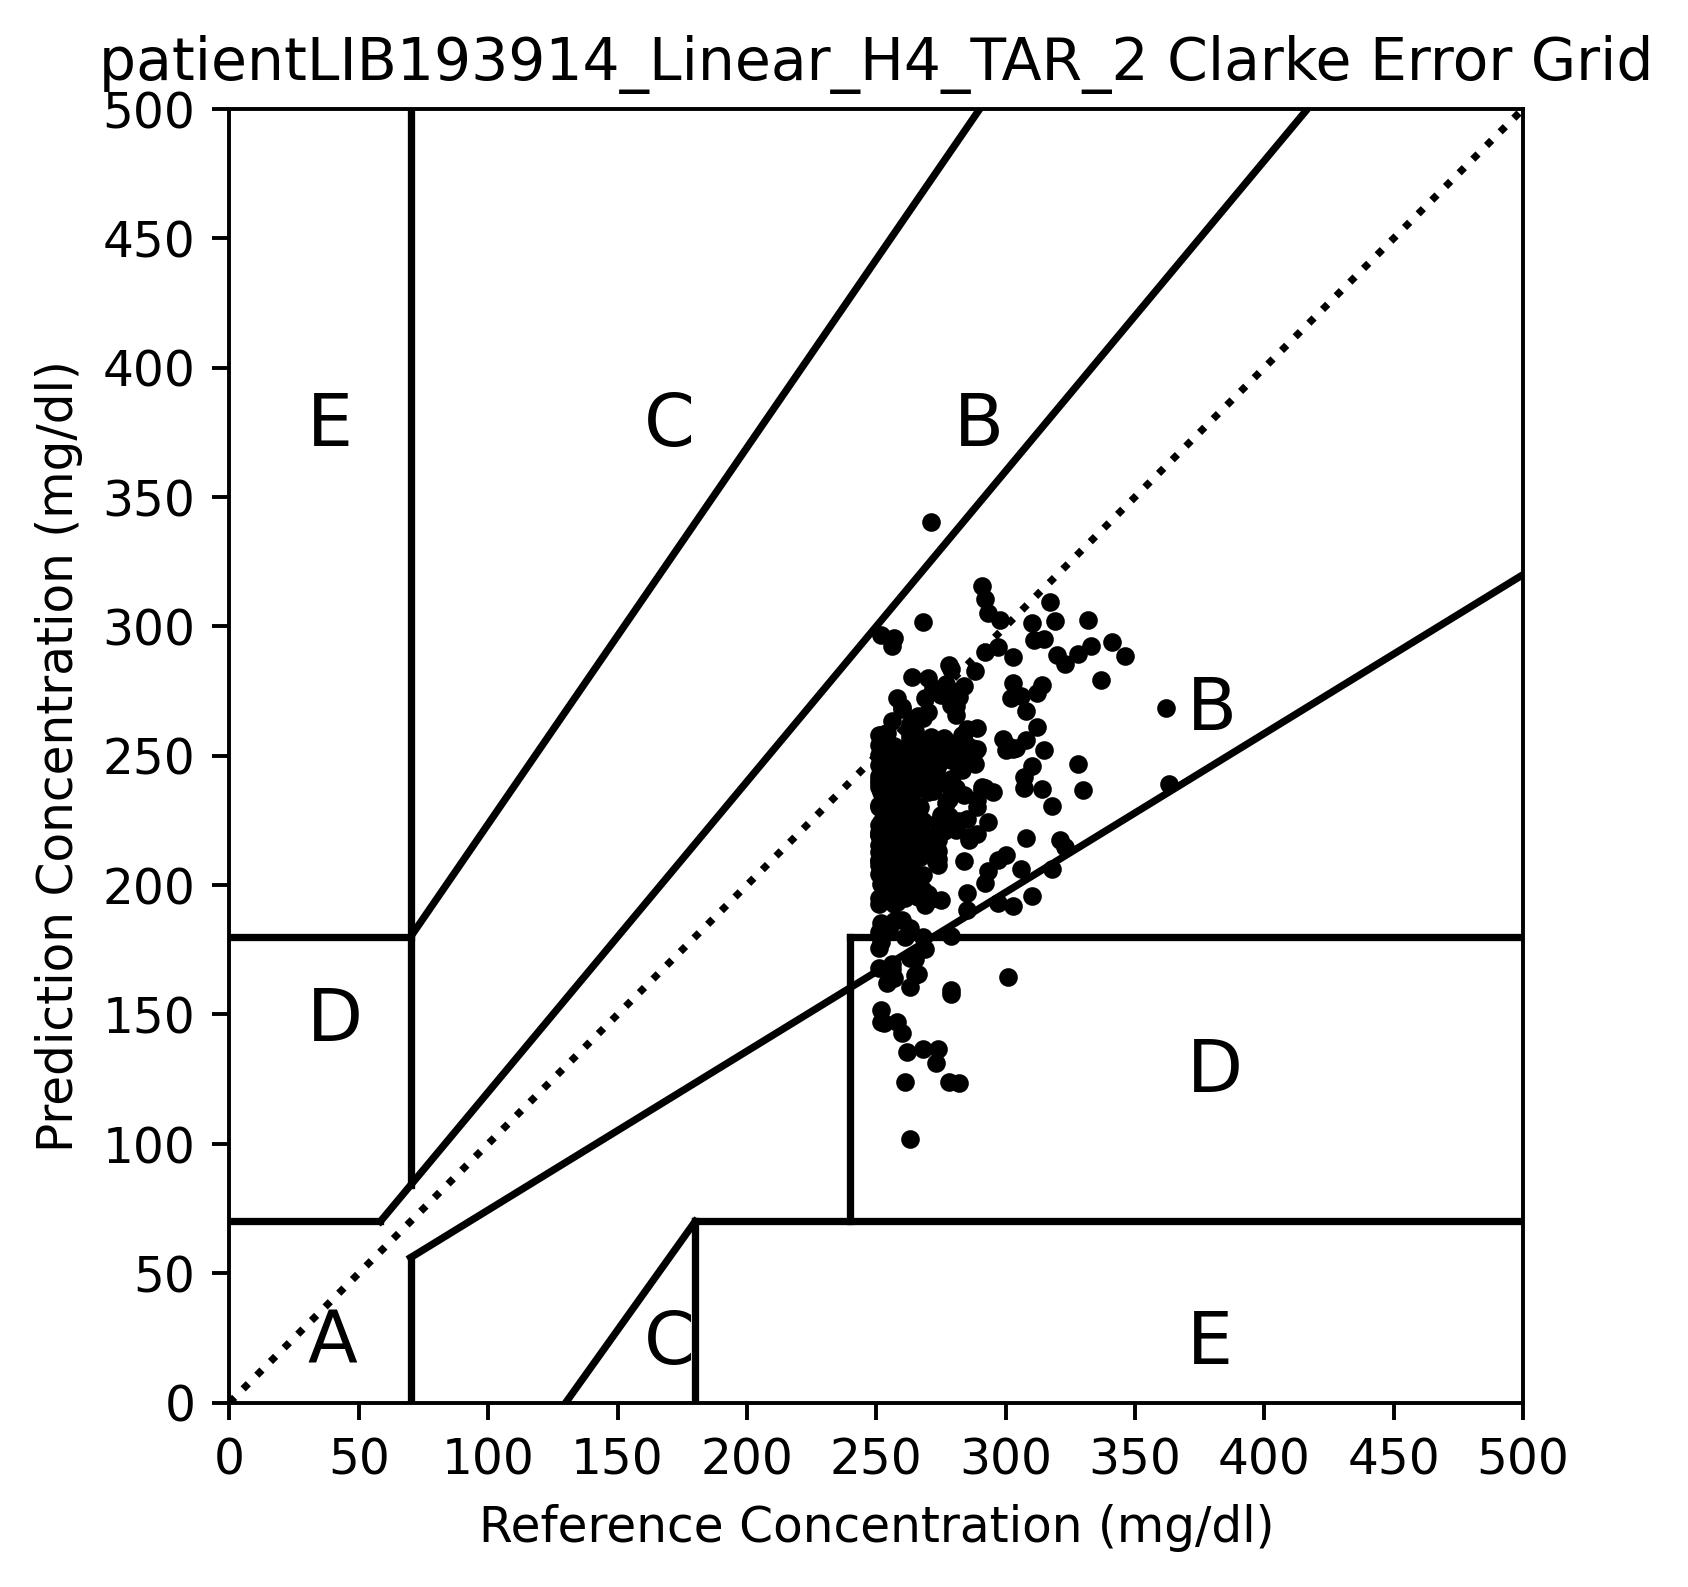 patientLIB193914_Linear_H4_TAR_2 Clarke Error Grid
500
450
400
350
300
250
200
150
100
50
0
Prediction Concentration (mg/dl)
E
C
B
B
D
D
A
C
E
0 50 100 150 200 250 300 350 400 450 500
Reference Concentration (mg/dl)